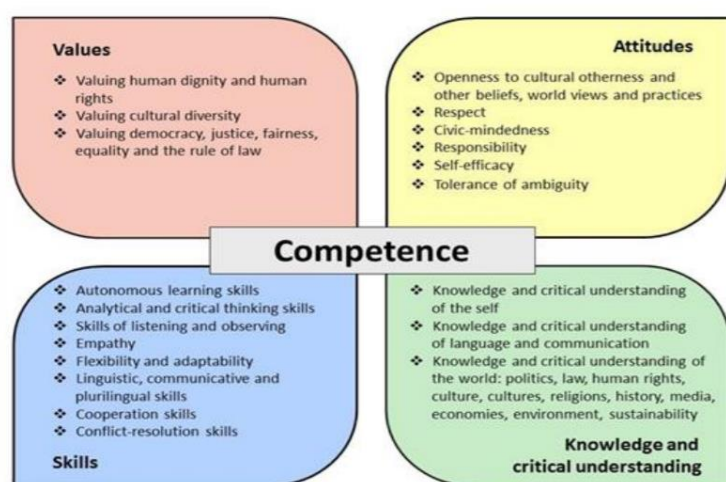 Values
❖ Valuing human dignity and human
rights
❖ Valuing cultural diversity
❖ Valuing democracy, justice, fairness,
equality and the rule of law
Attitudes
❖ Openness to cultural otherness and
other beliefs, world views and practices
❖ Respect
❖ Civic-mindedness
❖ Responsibility
❖ Self-efficacy
❖ Tolerance of ambiguity
Competence
❖ Autonomous learning skills
❖ Analytical and critical thinking skills
❖ Skills of listening and observing
❖ Empathy
❖ Flexibility and adaptability
❖ Linguistic, communicative and
plurilingual skills
❖ Cooperation skills
❖ Conflict-resolution skills
Skills
❖ Knowledge and critical understanding
of the self
❖ Knowledge and critical understanding
of language and communication
❖ Knowledge and critical understanding of
the world: politics, law, human rights,
culture, cultures, religions, history, media,
economies, environment, sustainability
Knowledge and
critical understanding